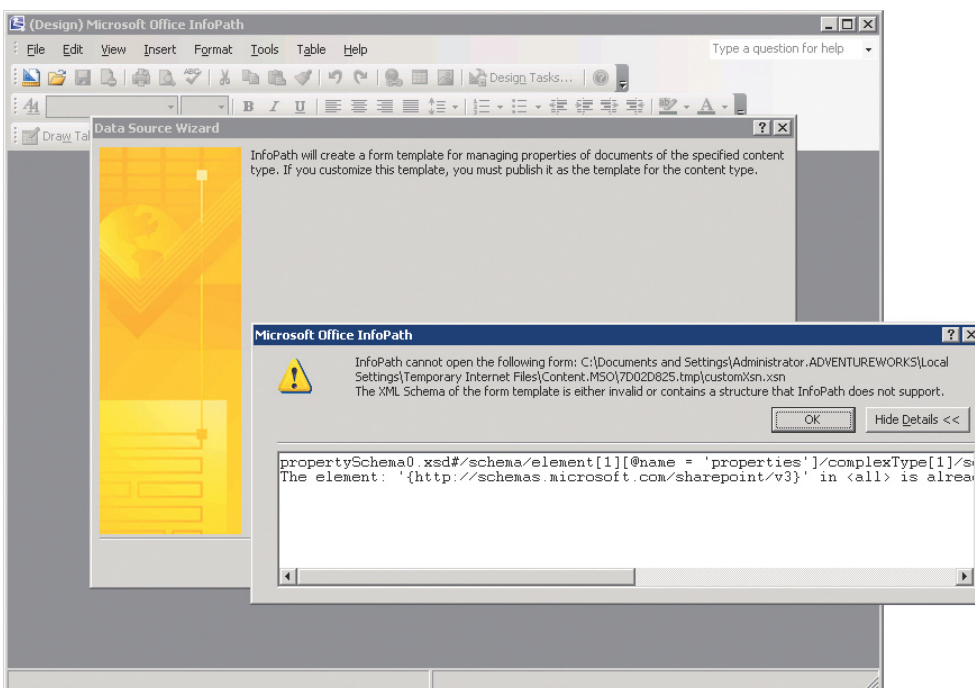 (Design) Microsoft Office InfoPath
File Edit View Insert Format Tools Table Help Type a question for help
Design Tasks...
B I U A
Draw Tal
Data Source Wizard
InfoPath will create a form template for managing properties of documents of the specified content
type. If you customize this template, you must publish it as the template for the content type.
Microsoft Office InfoPath
InfoPath cannot open the following form: C:\Documents and Settings\Administrator.ADVENTUREWORKS\Local
Settings\Temporary Internet Files\Content.MSO\7D02D825.tmp\customXsn.xsn
The XML Schema of the form template is either invalid or contains a structure that InfoPath does not support.
OK Hide Details <<
propertySchema0.xsd#/schema/element[1][@name = 'properties']/complexType[1]/s
The element: '{http://schemas.microsoft.com/sharepoint/v3}' in <all> is alrea